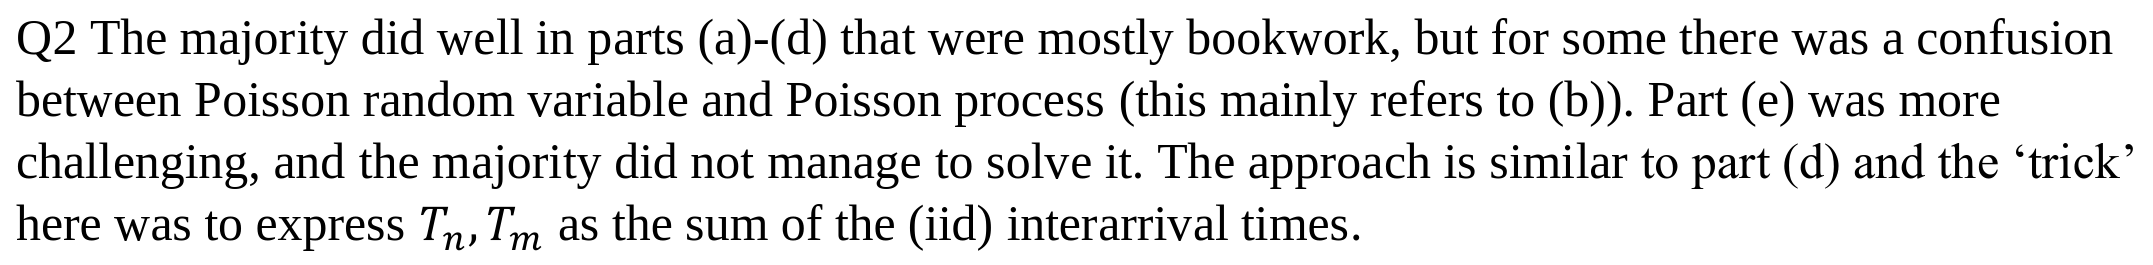 Q2 The majority did well in parts (a)-(d) that were mostly bookwork, but for some there was a confusion
between Poisson random variable and Poisson process (this mainly refers to (b)). Part (e) was more
challenging, and the majority did not manage to solve it. The approach is similar to part (d) and the ‘trick’
here was to express 𝑇𝑛, 𝑇𝑚 as the sum of the (iid) interarrival times.